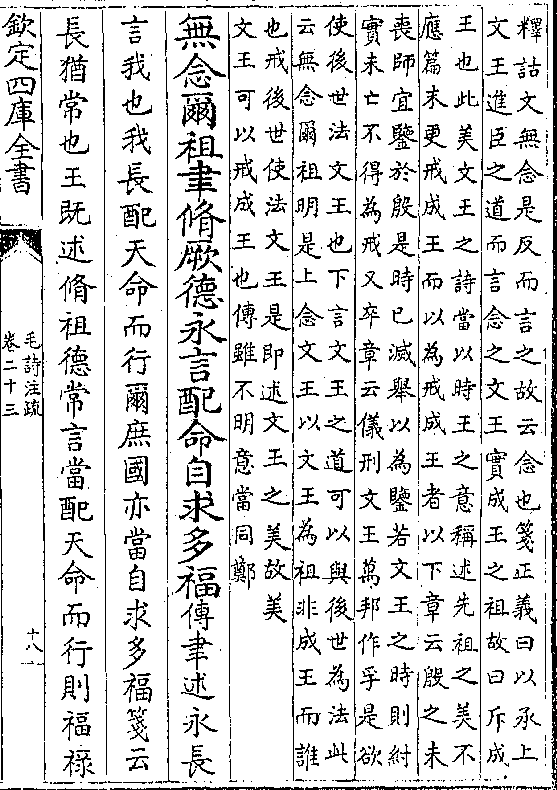 釋詁文無念是反而言之故云念也箋正義曰以承上
文王進臣之道而言念之文王實成王之祖故曰斥成
王也此美文王之詩當以時王之意稱述先祖之美不
應篇末更戒成王而以為戒成王者以下章云殷之未
喪師宜鑒於殷是時已滅舉以為鑒若文王之時則紂
實未亡不得為戒又卒章云儀刑文王萬邦作孚是欲
使後世法文王也下言文王之道可以與後世為法此
云無念爾祖明是上念文王以文王為祖非成王而誰
也戒後世使法文王是即述文王之美故美
文王可以戒成王也傳雖不明意當同鄭
無念爾祖聿脩厥德永言配命自求多福傳聿述永長
言我也我長配天命而行爾庶國亦當自求多福箋云
長猶常也王既述脩祖德常言當配天命而行則福祿
欽定四庫全書
毛詩注疏
卷二十三
十八